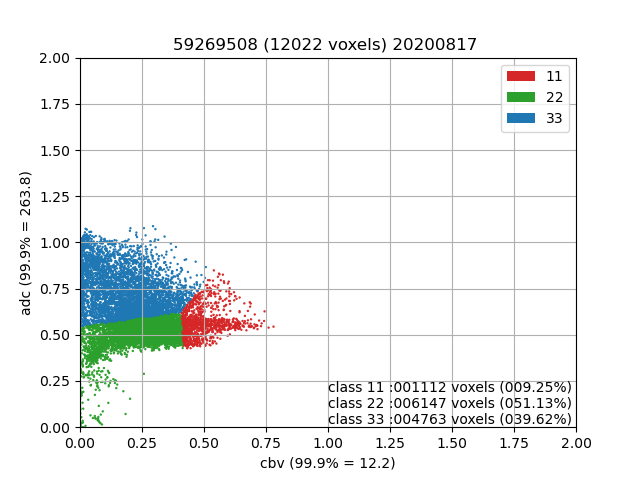 59269508 (12022 voxels) 20200817
11
22
33
2.00
1.75
1.50
1.25
1.00
0.75
0.50
0.25
0.00
adc (99.9% = 263.8)
class 11 :001112 voxels (009.25%)
class 22 :006147 voxels (051.13%)
class 33 :004763 voxels (039.62%)
0.00 0.25 0.50 0.75 1.00 1.25 1.50 1.75 2.00
cbv (99.9% = 12.2)